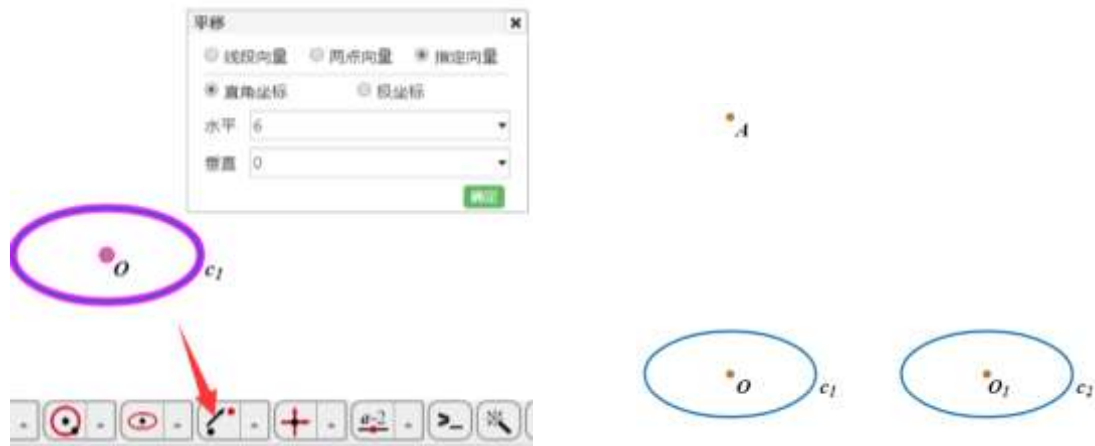 平移
线段向量 两点向量 指定向量
直角坐标 极坐标
水平 6
垂直 0
确定
O
c1
a=2
>_
A
O
c1
O1
c2